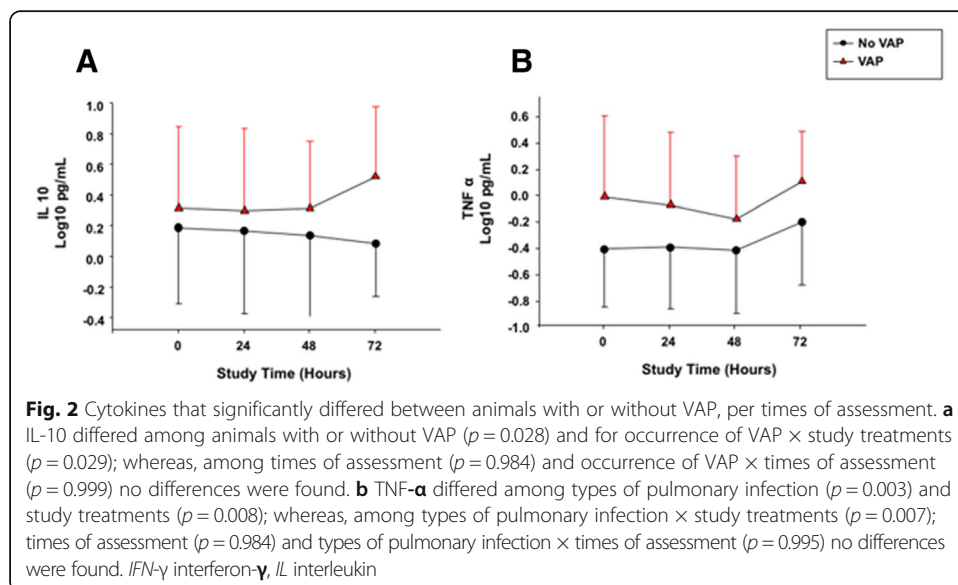 A
B
No VAP
VAP
IL 10
Log10 pg/mL
1.0
0.8
0.6
0.4
0.2
0.0
-0.2
-0.4
0 24 48 72
Study Time (Hours)
TNF α
Log10 pg/mL
0.6
0.4
0.2
0.0
-0.2
-0.4
-0.6
-0.8
-1.0
0 24 48 72
Study Time (Hours)
Fig. 2 Cytokines that significantly differed between animals with or without VAP, per times of assessment. a
IL-10 differed among animals with or without VAP (p = 0.028) and for occurrence of VAP × study treatments
(p = 0.029); whereas, among times of assessment (p = 0.984) and occurrence of VAP × times of assessment
(p = 0.999) no differences were found. b TNF-α differed among types of pulmonary infection (p = 0.003) and
study treatments (p = 0.008); whereas, among types of pulmonary infection × study treatments (p = 0.007);
times of assessment (p = 0.984) and types of pulmonary infection × times of assessment (p = 0.995) no differences
were found. IFN-γ interferon-γ, IL interleukin